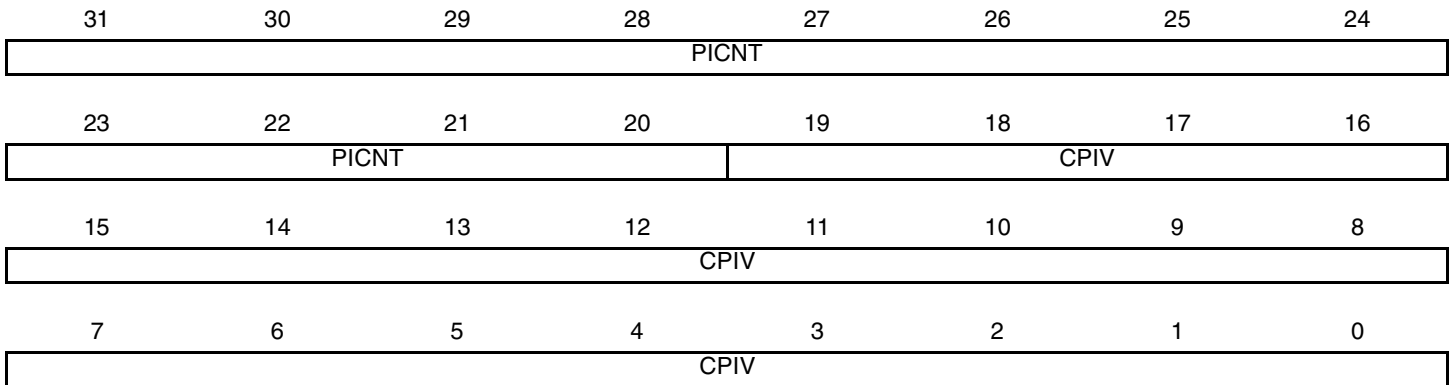 31 30 29 28 27 26 25 24
PICNT
23 22 21 20 19 18 17 16
PICNT CPIV
15 14 13 12 11 10 9 8
CPIV
7 6 5 4 3 2 1 0
CPIV